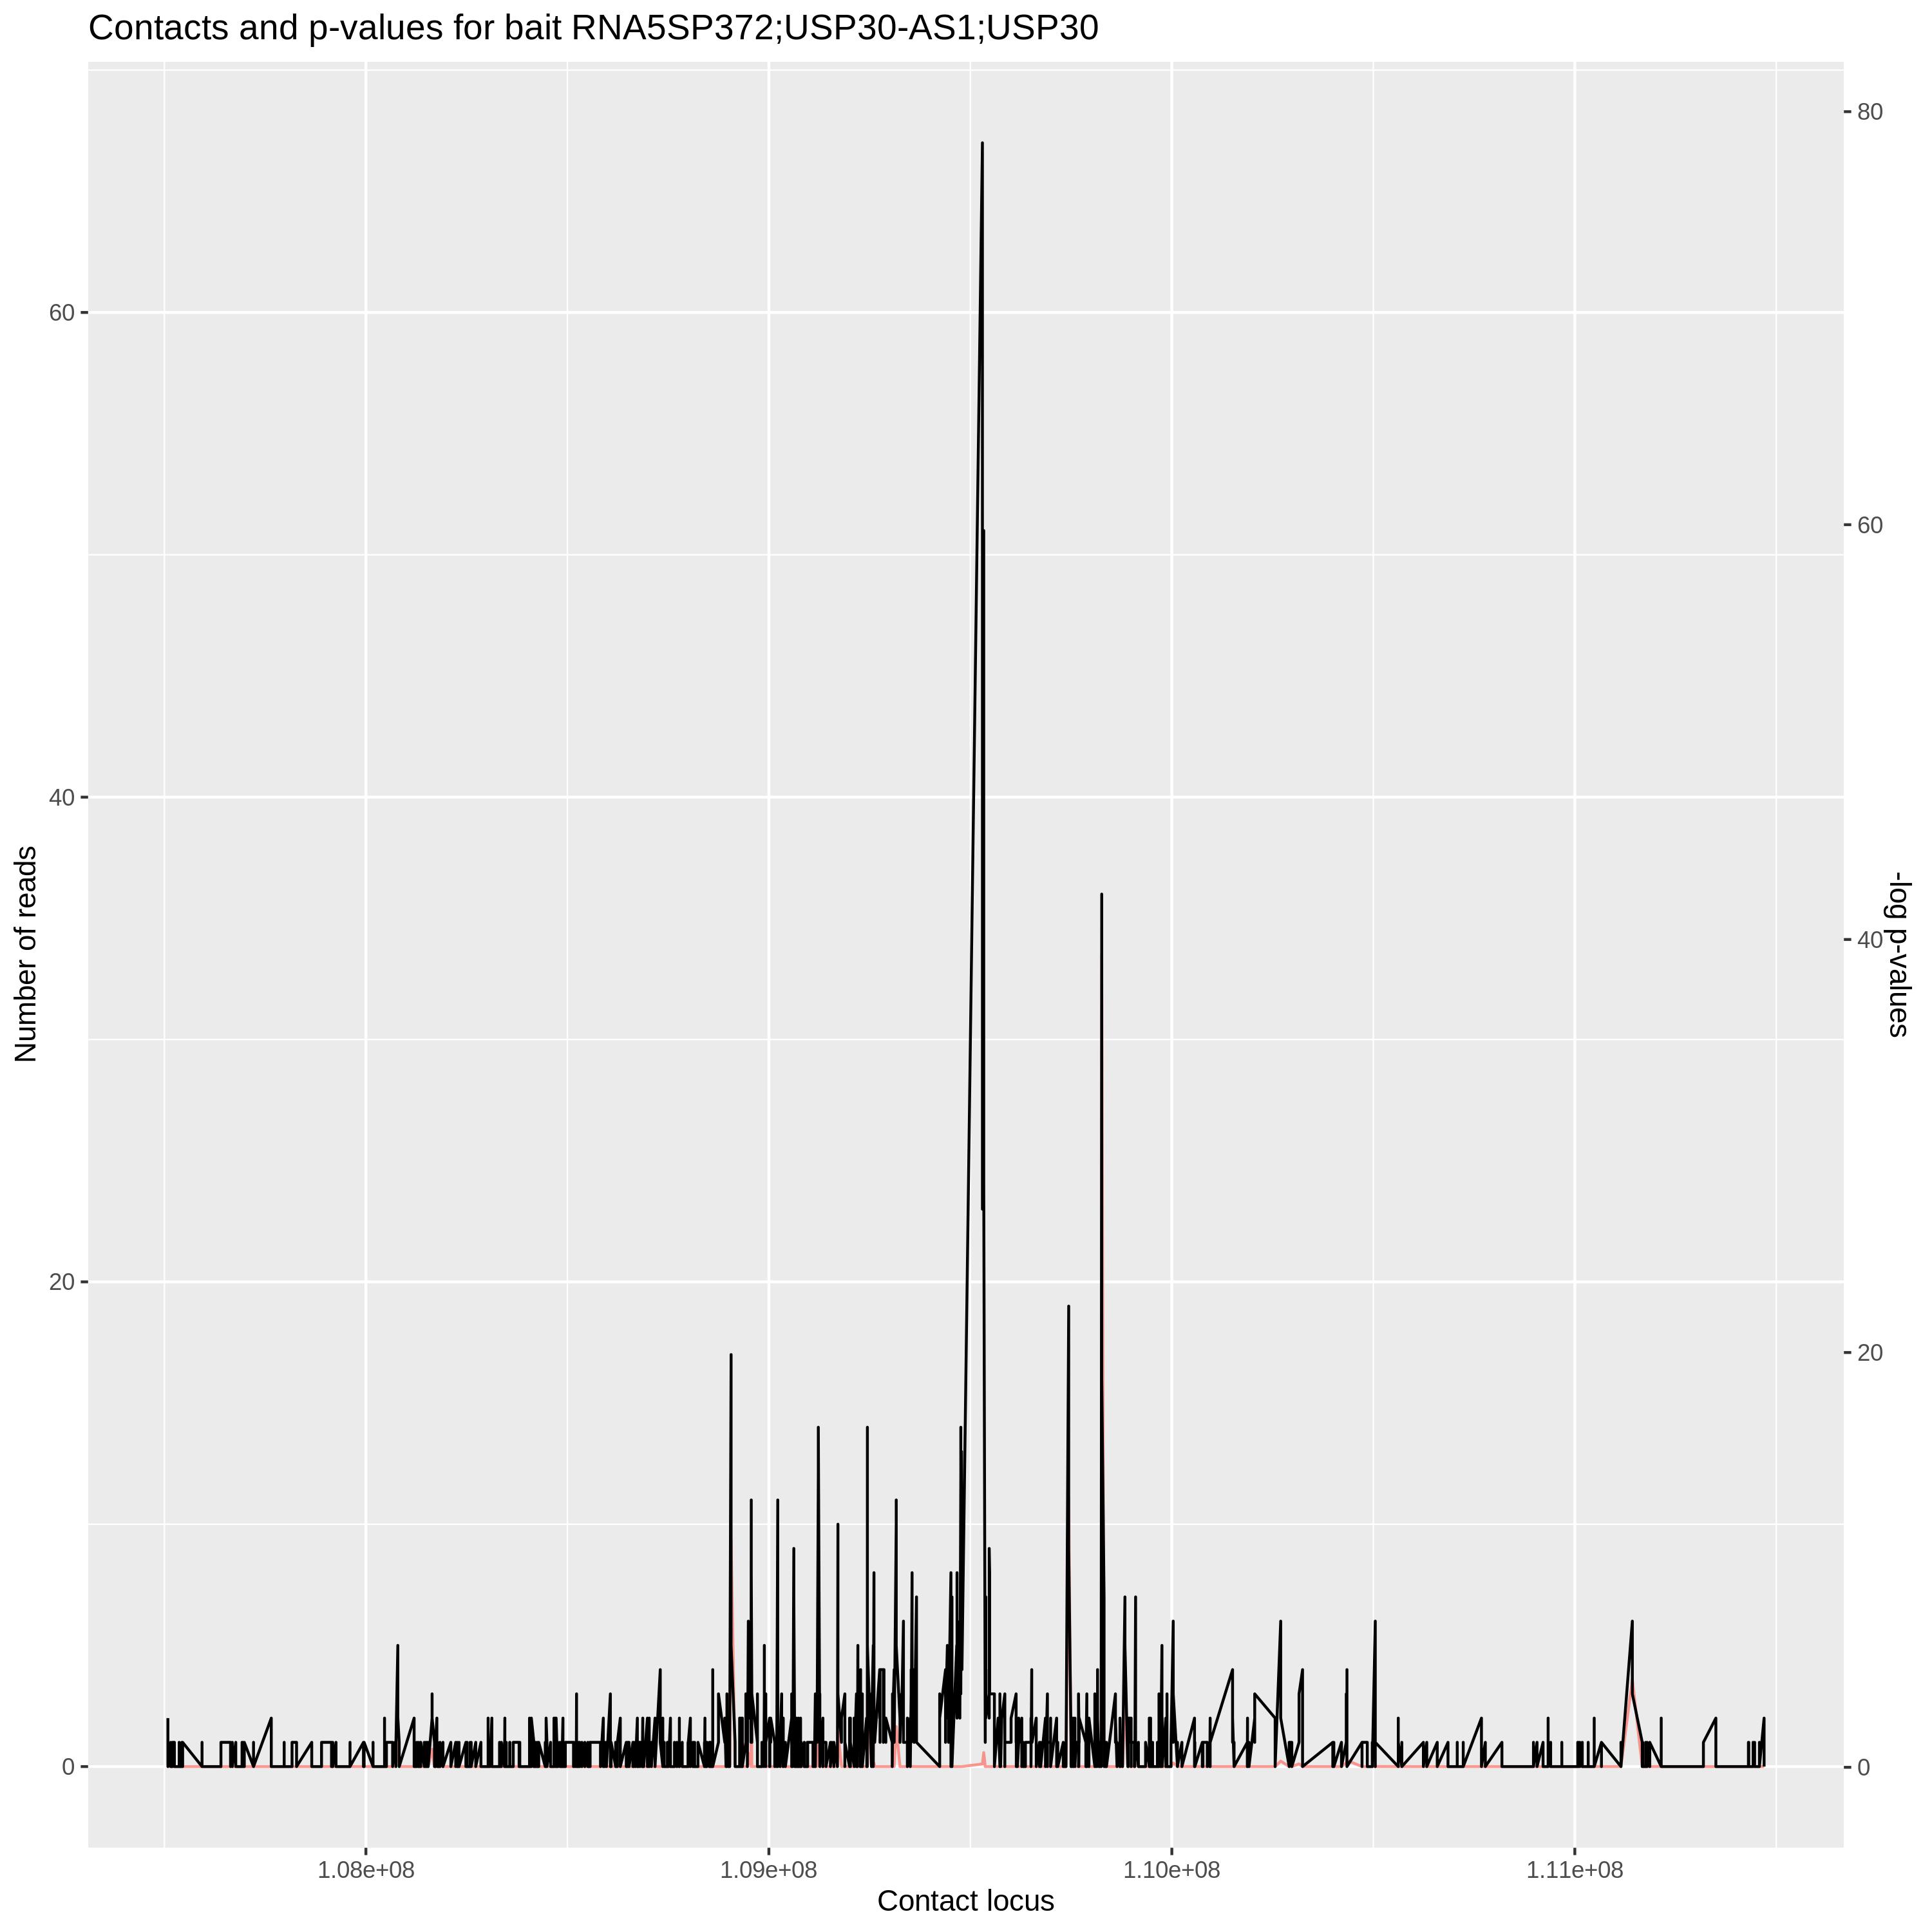 Contacts and p-values for bait RNA5SP372;USP30-AS1;USP30
80
60
60
40
Number of reads
-log p-values
40
20
20
0
0
1.08e+08
1.09e+08
1.10e+08
1.11e+08
Contact locus